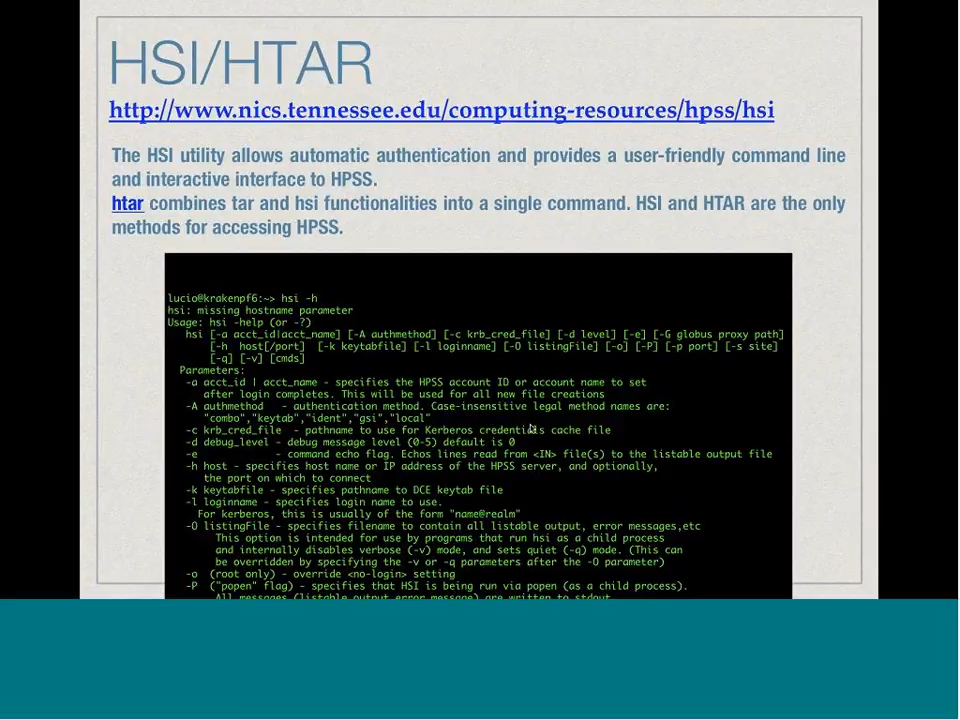 HSI/HTAR
http://www.nics.tennessee.edu/computing-resources/hpss/hsi
The HSI utility allows automatic authentication and provides a user-friendly command line
and interactive interface to HPSS.
htar combines tar and hsi functionalities into a single command. HSI and HTAR are the only
methods for accessing HPSS.
lucio@krakenpf6:~> hsi -h
hsi: missing hostname parameter
Usage: hsi -help (or -?)
hsi [-a acct_id|acct_name] [-A authmethod] [-c krb_cred_file] [-d level] [-e] [-G globus proxy path]
[-h host[/port] [-k keytabfile] [-l loginname] [-O listingFile] [-o] [-P] [-p port] [-s site]
[-q] [-v] [cmds]
Parameters:
-a acct_id | acct_name - specifies the HPSS account ID or account name to set
after login completes. This will be used for all new file creations
-A authmethod - authentication method. Case-insensitive legal method names are:
"combo","keytab","ident","gsi","local"
-c krb_cred_file - pathname to use for Kerberos credentials cache file
-d debug_level - debug message level (0-5) default is 0
-e - command echo flag. Echos lines read from <IN> file(s) to the listable output file
-h host - specifies host name or IP address of the HPSS server, and optionally,
the port on which to connect
-k keytabfile - specifies pathname to DCE keytab file
-l loginname - specifies login name to use.
For kerberos, this is usually of the form "name@realm"
-O listingFile - specifies filename to contain all listable output, error messages,etc
This option is intended for use by programs that run hsi as a child process
and internally disables verbose (-v) mode, and sets quiet (-q) mode. (This can
be overridden by specifying the -v or -q parameters after the -O parameter)
-o (root only) - override <no-login> setting
-P ("popen" flag) - specifies that HSI is being run via popen (as a child process).
All messages (listable output,error message) are written to stdout